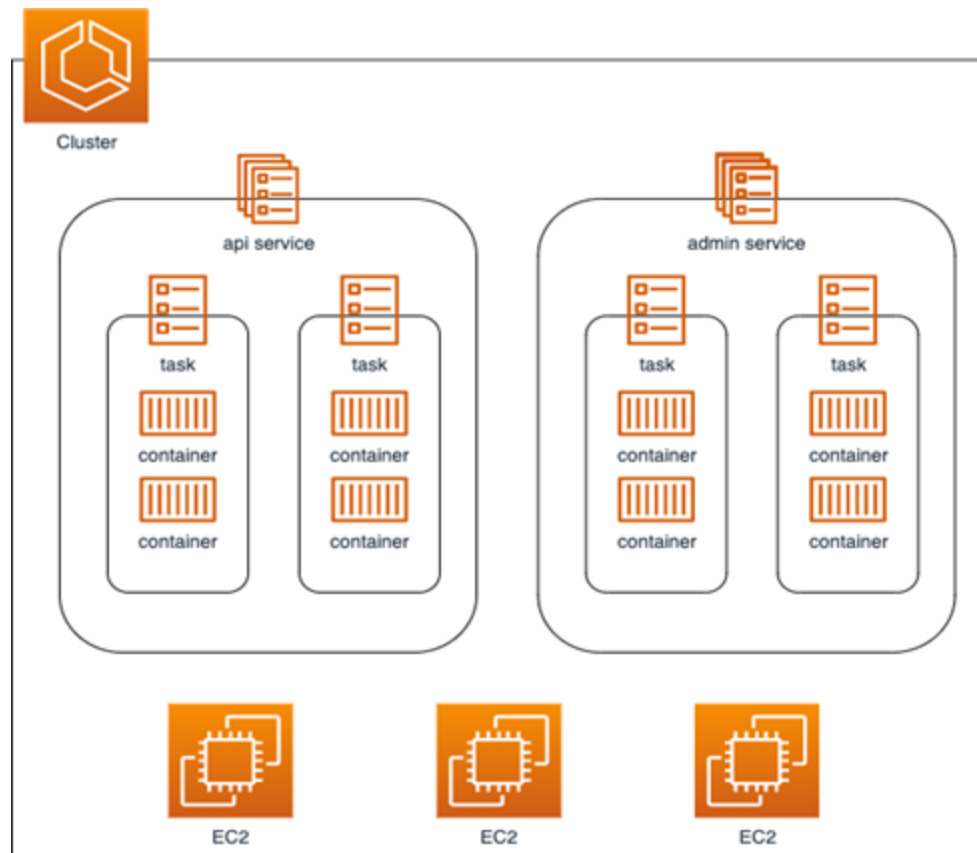 Cluster
api service
admin service
task
task
task
task
container
container
container
container
container
container
container
container
EC2
EC2
EC2